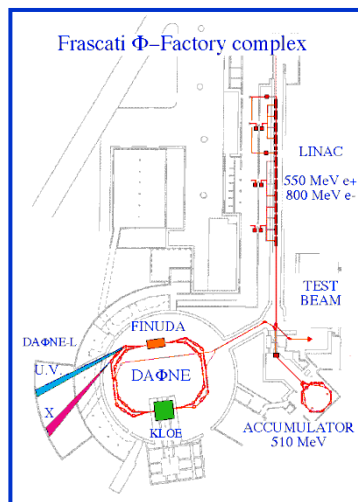 Frascati Φ-Factory complex
LINAC
550 MeV e+
800 MeV e-
TEST
BEAM
FINUDA
DAΦNE-L
U.V.
DAΦNE
X
KLOE
ACCUMULATOR
510 MeV